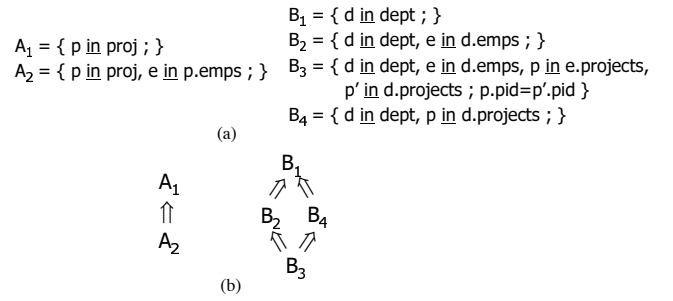 A₁ = { p in proj ; }
A₂ = { p in proj, e in p.emps ; }
B₁ = { d in dept ; }
B₂ = { d in dept, e in d.emps ; }
B₃ = { d in dept, e in d.emps, p in e.projects,
p′ in d.projects ; p.pid=p′.pid }
B₄ = { d in dept, p in d.projects ; }
(a)
A₁
⇑
A₂
B₁
⇗ ⇖
B₂ B₄
⇖ ⇗
B₃
(b)